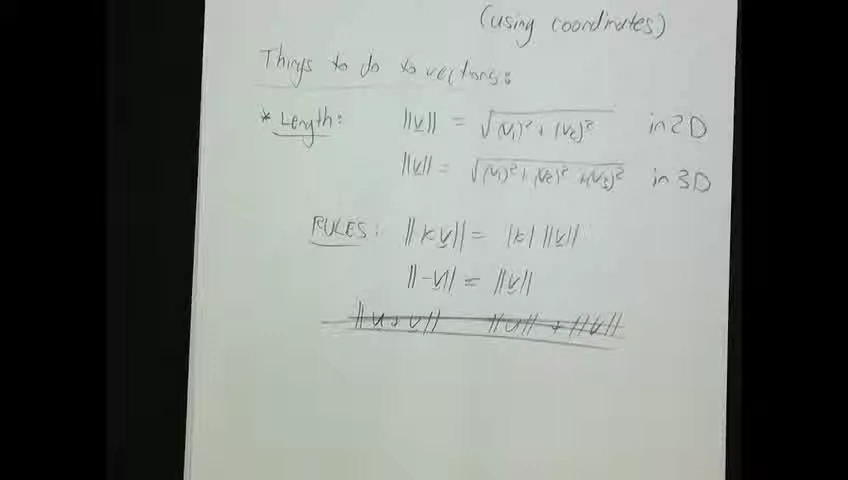 (using coordinates)
Things to do to vectors:
* Length: ||v|| = √(v₁)² + (v₂)² in 2D
||v|| = √(v₁)² + (v₂)² + (v₃)² in 3D
RULES: ||kv|| = |k| ||v||
||-v|| = ||v||
||u + v|| ||u|| + ||v||